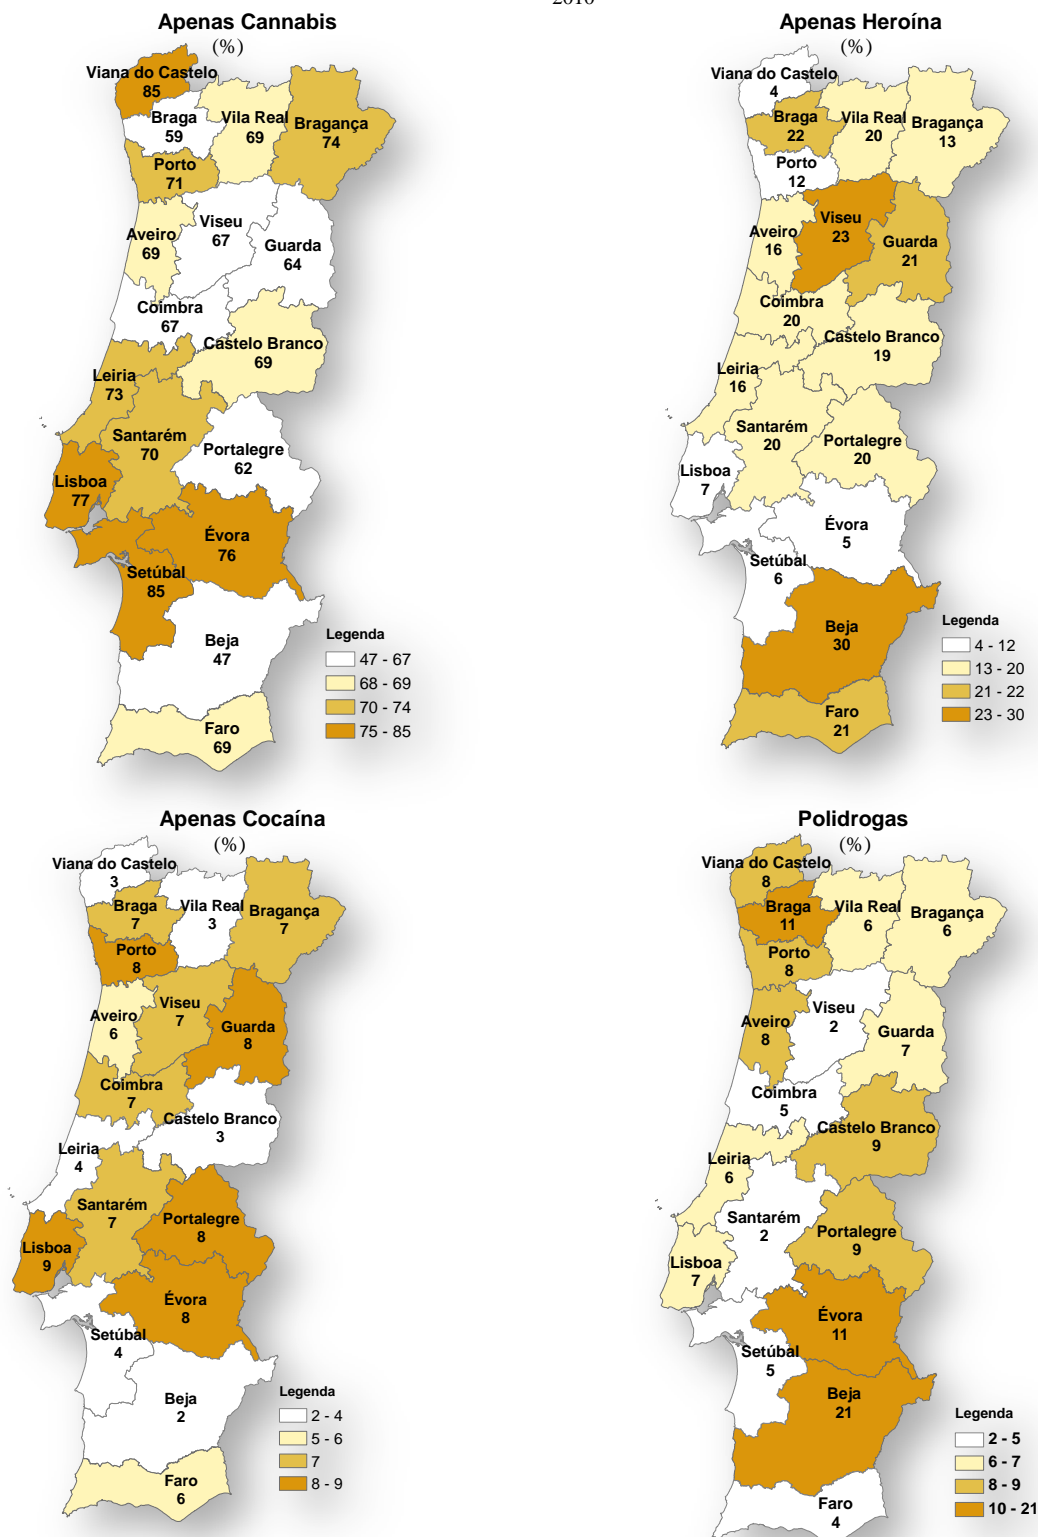 2010
Apenas Cannabis
(%)
Viana do Castelo
85
Braga
59
Vila Real
69
Bragança
74
Porto
71
Aveiro
69
Viseu
67
Guarda
64
Coimbra
67
Castelo Branco
69
Leiria
73
Santarém
70
Portalegre
62
Lisboa
77
Évora
76
Setúbal
85
Beja
47
Faro
69
Legenda
47 - 67
68 - 69
70 - 74
75 - 85
Apenas Heroína
(%)
Viana do Castelo
4
Braga
22
Vila Real
20
Bragança
13
Porto
12
Aveiro
16
Viseu
23
Guarda
21
Coimbra
20
Castelo Branco
19
Leiria
16
Santarém
20
Portalegre
20
Lisboa
7
Évora
5
Setúbal
6
Beja
30
Faro
21
Legenda
4 - 12
13 - 20
21 - 22
23 - 30
Apenas Cocaína
(%)
Viana do Castelo
3
Braga
7
Vila Real
3
Bragança
7
Porto
8
Aveiro
6
Viseu
7
Guarda
8
Coimbra
7
Castelo Branco
3
Leiria
4
Santarém
7
Portalegre
8
Lisboa
9
Évora
8
Setúbal
4
Beja
2
Faro
6
Legenda
2 - 4
5 - 6
7
8 - 9
Polidrogas
(%)
Viana do Castelo
8
Braga
11
Vila Real
6
Bragança
6
Porto
8
Aveiro
8
Viseu
2
Guarda
7
Coimbra
5
Castelo Branco
9
Leiria
6
Santarém
2
Portalegre
9
Lisboa
7
Évora
11
Setúbal
5
Beja
21
Faro
4
Legenda
2 - 5
6 - 7
8 - 9
10 - 21